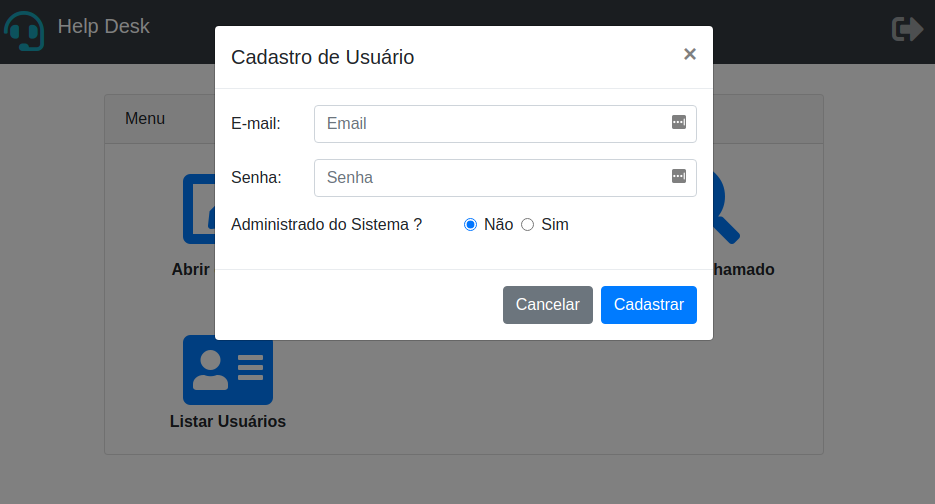 Help Desk
Cadastro de Usuário
×
Menu
E-mail:
Email
Senha:
Senha
Administrado do Sistema ?
Não
Sim
Abrir
hamado
Cancelar
Cadastrar
Listar Usuários